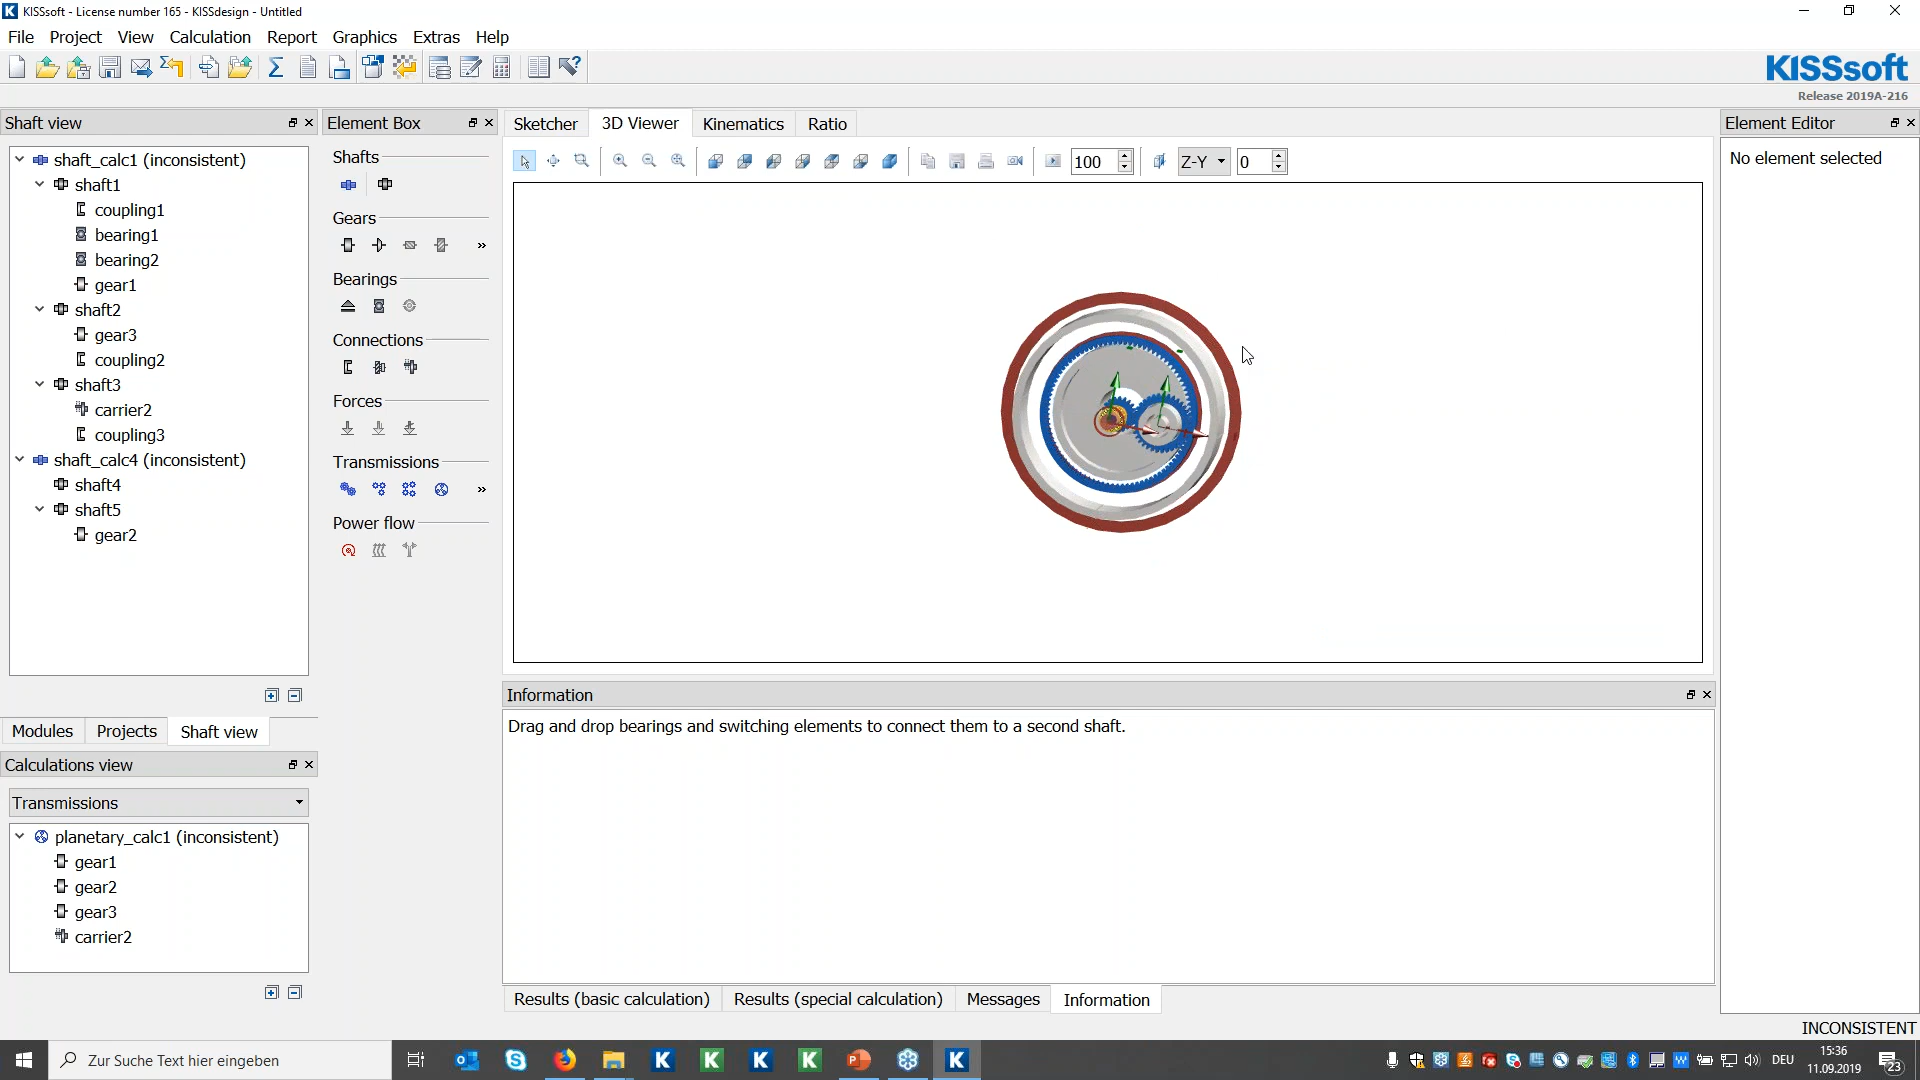 KISSsoft - License number 165 - KISSdesign - Untitled
File Project View Calculation Report Graphics Extras Help
KISSsoft
Release 2019A-216
Shaft view
Element Box
Sketcher 3D Viewer Kinematics Ratio
Element Editor
100 Z-Y 0
No element selected
shaft_calc1 (inconsistent)
shaft1
coupling1
bearing1
bearing2
gear1
shaft2
gear3
coupling2
shaft3
carrier2
coupling3
shaft_calc4 (inconsistent)
shaft4
shaft5
gear2
Shafts
Gears
»
Bearings
Connections
Forces
Transmissions
»
Power flow
Modules Projects Shaft view
Calculations view
Transmissions
planetary_calc1 (inconsistent)
gear1
gear2
gear3
carrier2
Information
Drag and drop bearings and switching elements to connect them to a second shaft.
Results (basic calculation) Results (special calculation) Messages Information
INCONSISTENT
Zur Suche Text hier eingeben
DEU
15:36
11.09.2019
23